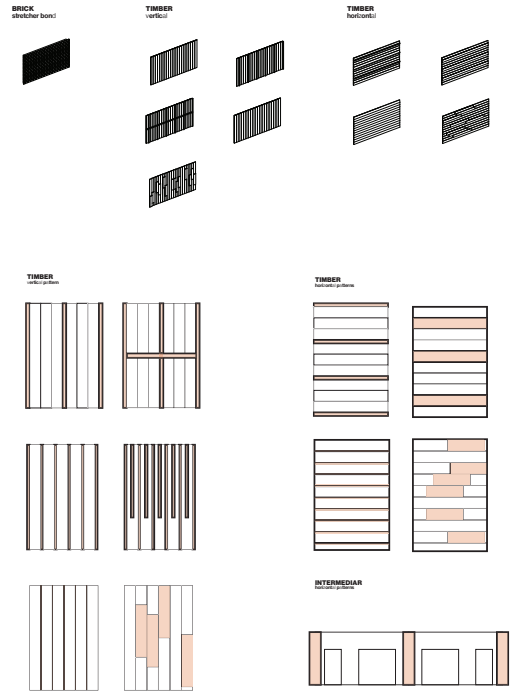 BRICK
stretcher bond
TIMBER
vertical
TIMBER
horizontal
TIMBER
vertical pattern
TIMBER
horizontal patterns
INTERMEDIAR
horizontal patterns